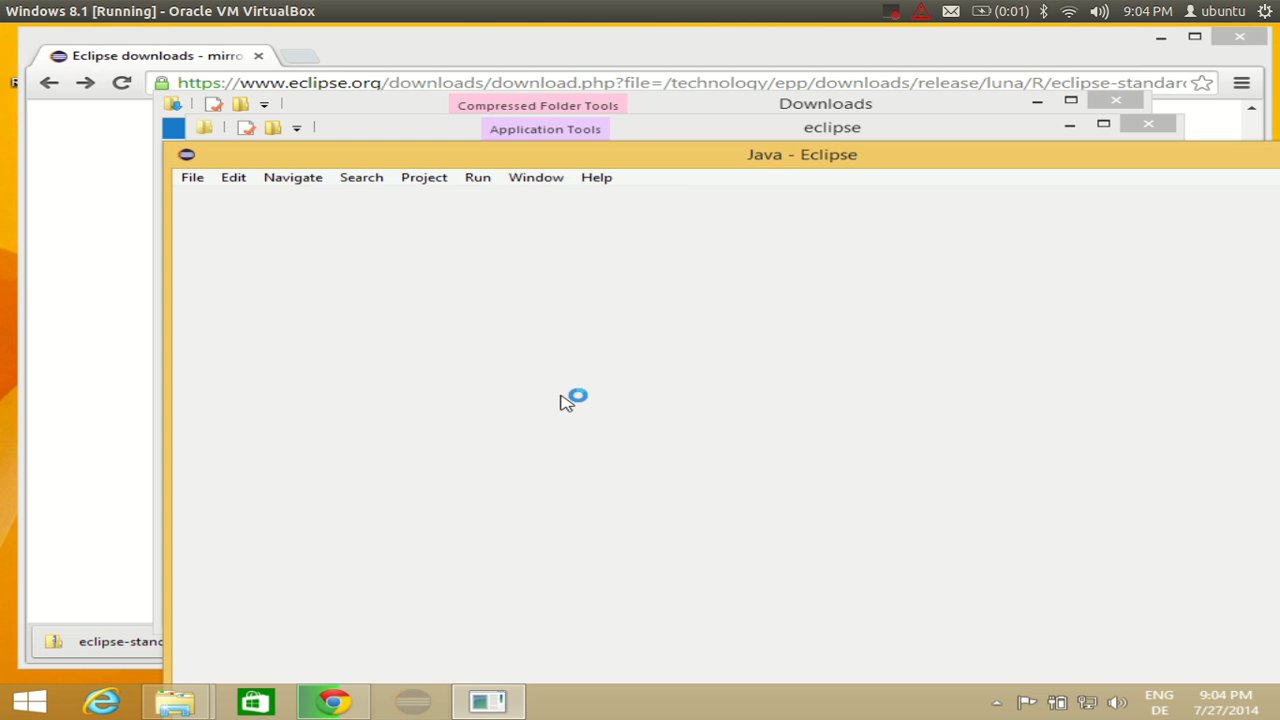 Windows 8.1 [Running] - Oracle VM VirtualBox
(0:01)
9:04 PM
ubuntu
Eclipse downloads - mirro
https://www.eclipse.org/downloads/download.php?file=/technology/epp/downloads/release/luna/R/eclipse-standard
Compressed Folder Tools
Downloads
Application Tools
eclipse
Java - Eclipse
File Edit Navigate Search Project Run Window Help
eclipse-stand
ENG
DE
9:04 PM
7/27/2014